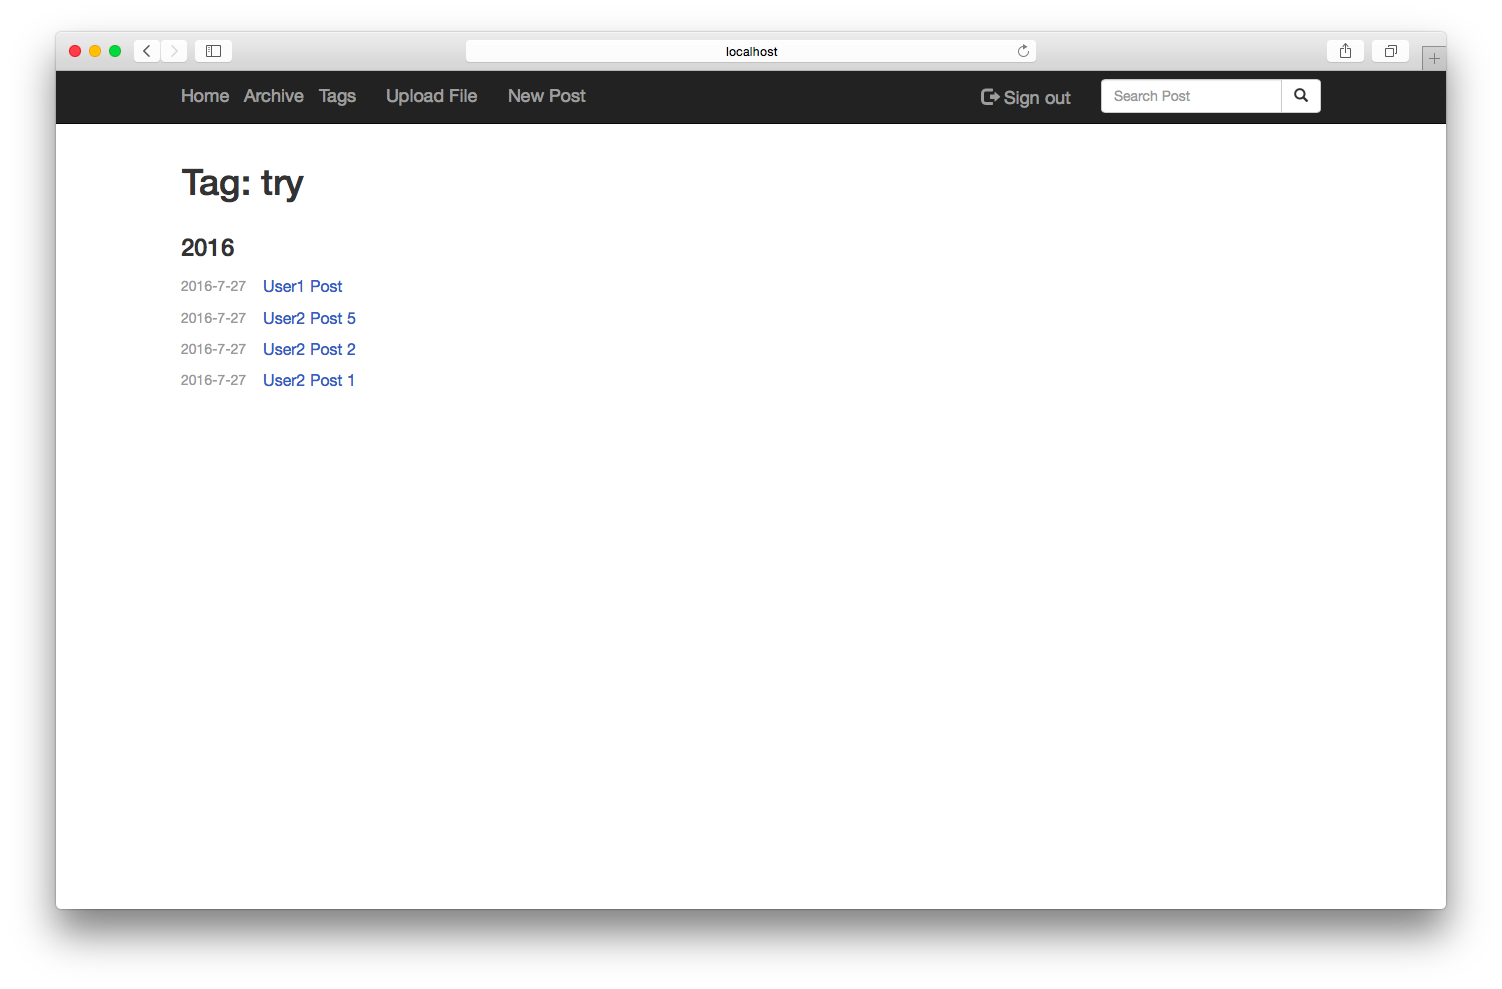 localhost
Home Archive Tags Upload File New Post Sign out Search Post
Tag: try
2016
2016-7-27 User1 Post
2016-7-27 User2 Post 5
2016-7-27 User2 Post 2
2016-7-27 User2 Post 1